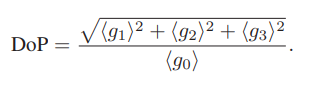 DoP = √⟨g₁⟩² + ⟨g₂⟩² + ⟨g₃⟩² / ⟨g₀⟩ .